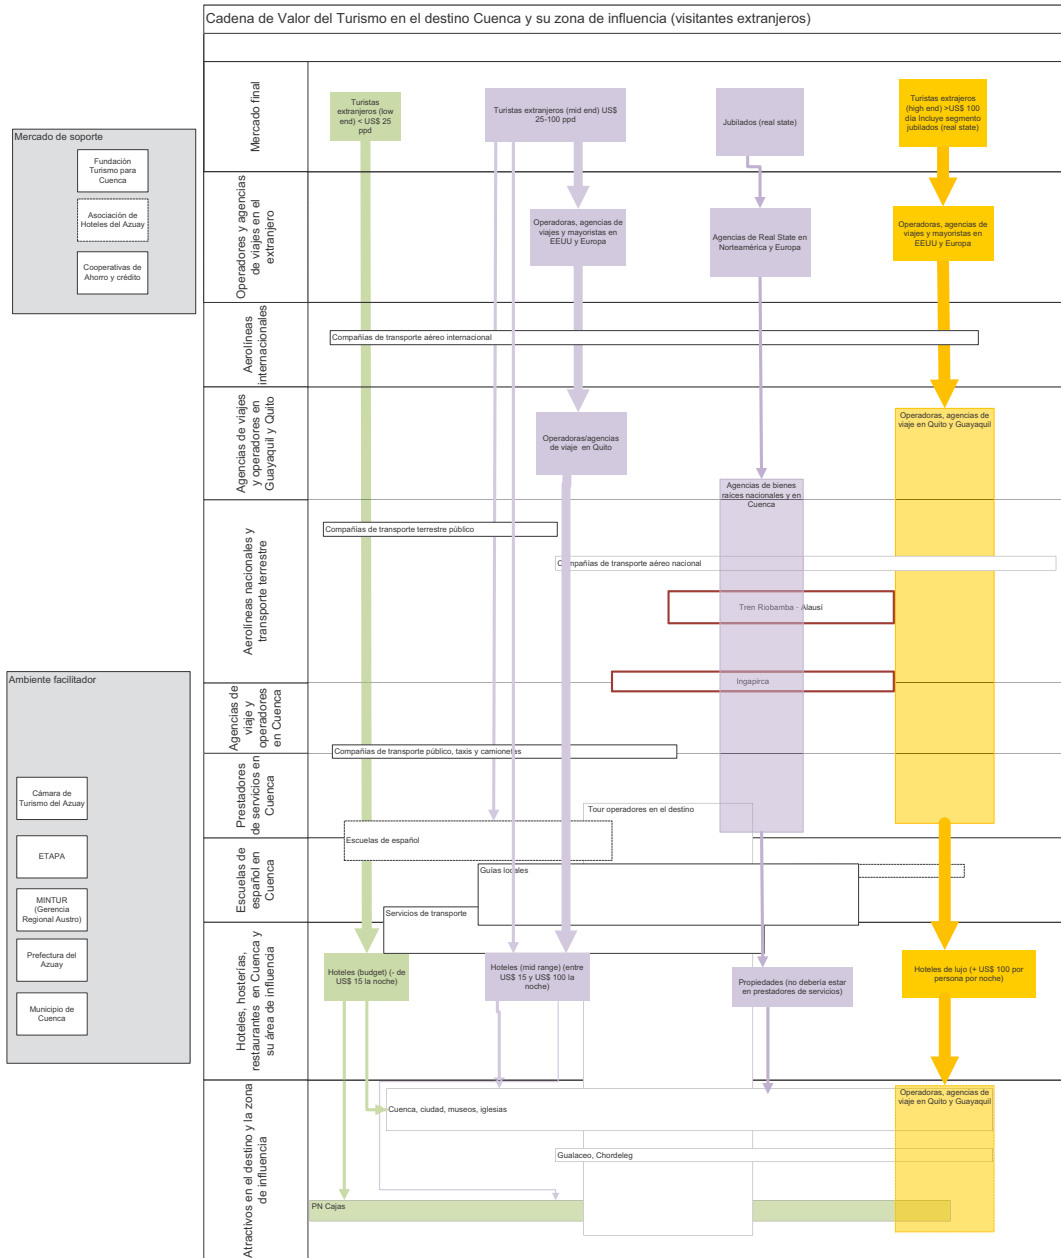 Cadena de Valor del Turismo en el destino Cuenca y su zona de influencia (visitantes extranjeros)
Mercado final
Turistas
extranjeros (low
end) < US$ 25
ppd
Turistas extranjeros (mid end) US$
25-100 ppd
Jubilados (real state)
Turistas extrajeros
(high end) >US$ 100
día Incluye segmento
jubilados (real state)
Mercado de soporte
Fundación
Turismo para
Cuenca
Asociación de
Hoteles del Azuay
Cooperativas de
Ahorro y crédito
Operadores y agencias
de viajes en el
extranjero
Operadoras, agencias de
viajes y mayoristas en
EEUU y Europa
Agencias de Real State en
Norteamérica y Europa
Operadoras, agencias de
viajes y mayoristas en
EEUU y Europa
Aerolíneas
internacionales
Compañías de transporte aéreo internacional
Agencias de viajes
y operadores en
Guayaquil y Quito
Operadoras/agencias
de viaje en Quito
Operadoras, agencias de
viaje en Quito y Guayaquil
Agencias de bienes
raíces nacionales y en
Cuenca
Aerolíneas nacionales y
transporte terrestre
Compañías de transporte terrestre público
Compañías de transporte aéreo nacional
Tren Riobamba - Alausí
Ingapirca
Agencias de
viaje y
operadores
en Cuenca
Compañías de transporte público, taxis y camionetas
Prestadores
de servicios en
Cuenca
Tour operadores en el destino
Escuelas de español
Escuelas de
español en
Cuenca
Guías locales
Servicios de transporte
Ambiente facilitador
Cámara de
Turismo del Azuay
ETAPA
MINTUR
(Gerencia
Regional Austro)
Prefectura del
Azuay
Municipio de
Cuenca
Hoteles, hosterías,
restaurantes en Cuenca y
su área de influencia
Hoteles (budget) (- de
US$ 15 la noche)
Hoteles (mid range) (entre
US$ 15 y US$ 100 la
noche)
Propiedades (no debería estar
en prestadores de servicios)
Hoteles de lujo (+ US$ 100 por
persona por noche)
Atractivos en el destino y la zona
de influencia
Operadoras, agencias de
viaje en Quito y Guayaquil
Cuenca, ciudad, museos, iglesias
Gualaceo, Chordeleg
PN Cajas